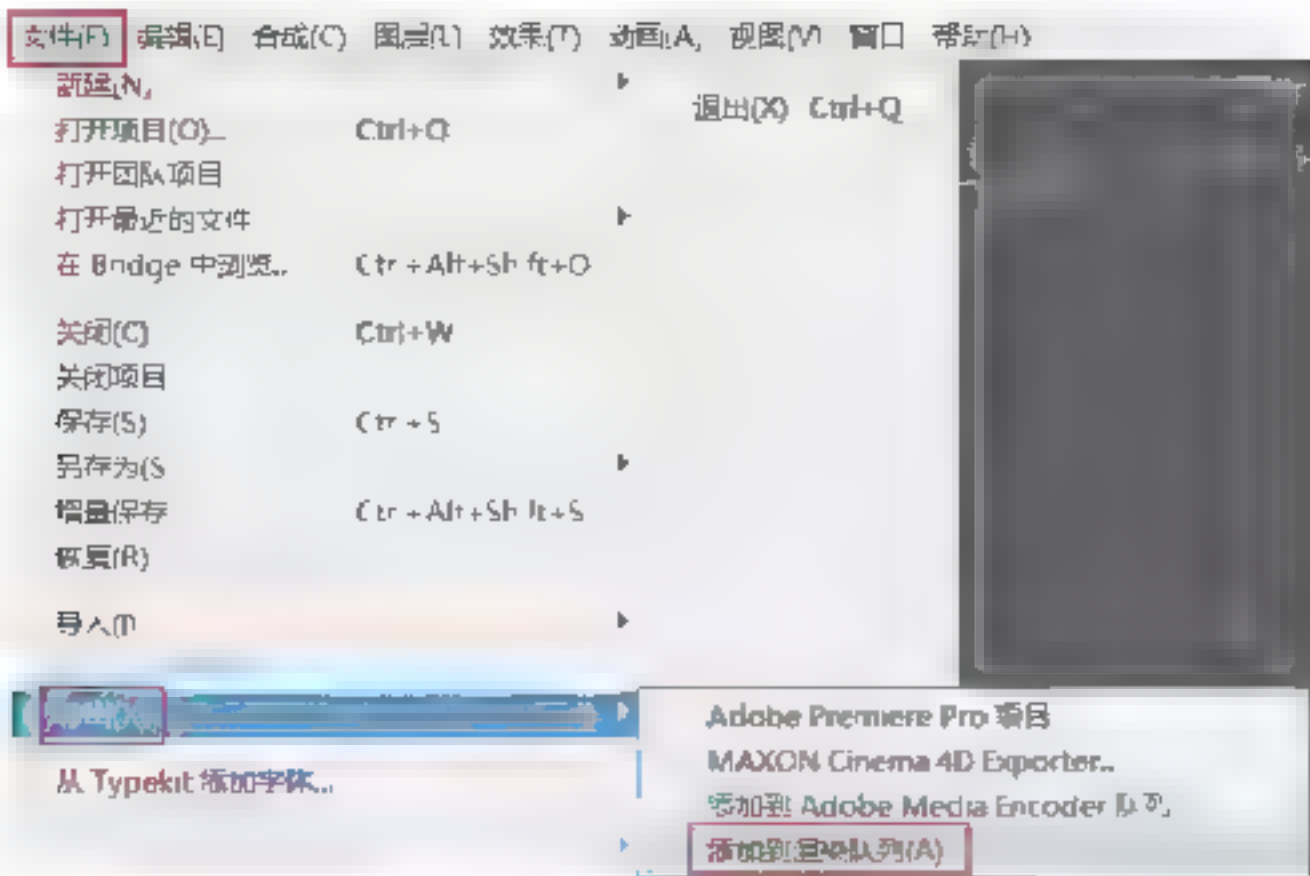 文件(F) 编辑(E) 合成(C) 图层(L) 效果(T) 动画(A) 视图(V) 窗口 帮助(H)
新建(N)
打开项目(O)... Ctrl+O
打开团队项目
打开最近的文件
在 Bridge 中浏览... Ctrl+Alt+Shift+O
关闭(C) Ctrl+W
关闭项目
保存(S) Ctrl+S
另存为(S)
增量保存 Ctrl+Alt+Shift+S
恢复(R)
导入(I)
从 Typekit 添加字体...
退出(X) Ctrl+Q
Adobe Premiere Pro 项目
MAXON Cinema 4D Exporter...
添加到 Adobe Media Encoder 队列...
添加到渲染队列(A)